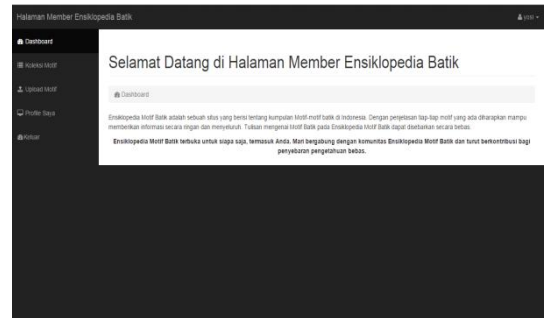 Halaman Member Ensiklopedia Batik
yosi
Dashboard
Koleksi Motif
Upload Motif
Profile Saya
Keluar
Selamat Datang di Halaman Member Ensiklopedia Batik
Dashboard
Ensiklopedia Motif Batik adalah sebuah situs yang berisi tentang kumpulan Motif-motif batik di Indonesia. Dengan penjelasan tiap-tiap motif yang ada diharapkan mampu
memberikan informasi secara ringan dan menyeluruh. Tulisan mengenai Motif Batik pada Ensiklopedia Motif Batik dapat disebarkan secara bebas.
Ensiklopedia Motif Batik terbuka untuk siapa saja, termasuk Anda. Mari bergabung dengan komunitas Ensiklopedia Motif Batik dan turut berkontribusi bagi
penyebaran pengetahuan bebas.